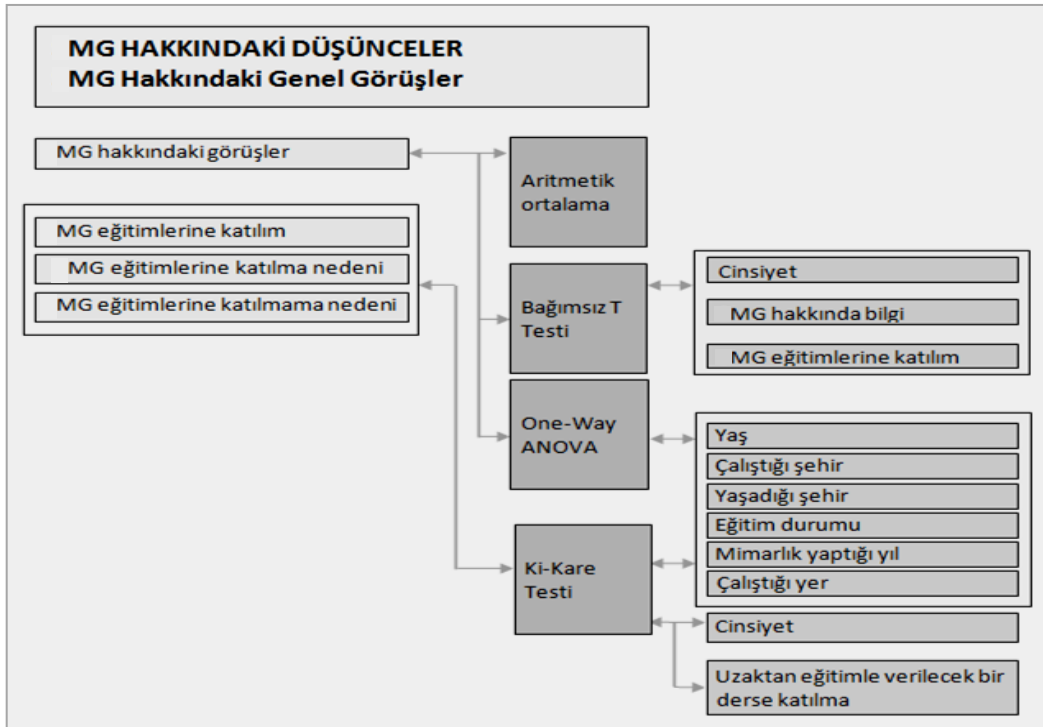 MG HAKKINDAKİ DÜŞÜNCELER
MG Hakkındaki Genel Görüşler
MG hakkındaki görüşler
MG eğitimlerine katılım
MG eğitimlerine katılma nedeni
MG eğitimlerine katılmama nedeni
Aritmetik
ortalama
Bağımsız T
Testi
One-Way
ANOVA
Ki-Kare
Testi
Cinsiyet
MG hakkında bilgi
MG eğitimlerine katılım
Yaş
Çalıştığı şehir
Yaşadığı şehir
Eğitim durumu
Mimarlık yaptığı yıl
Çalıştığı yer
Cinsiyet
Uzaktan eğitimle verilecek bir
derse katılma